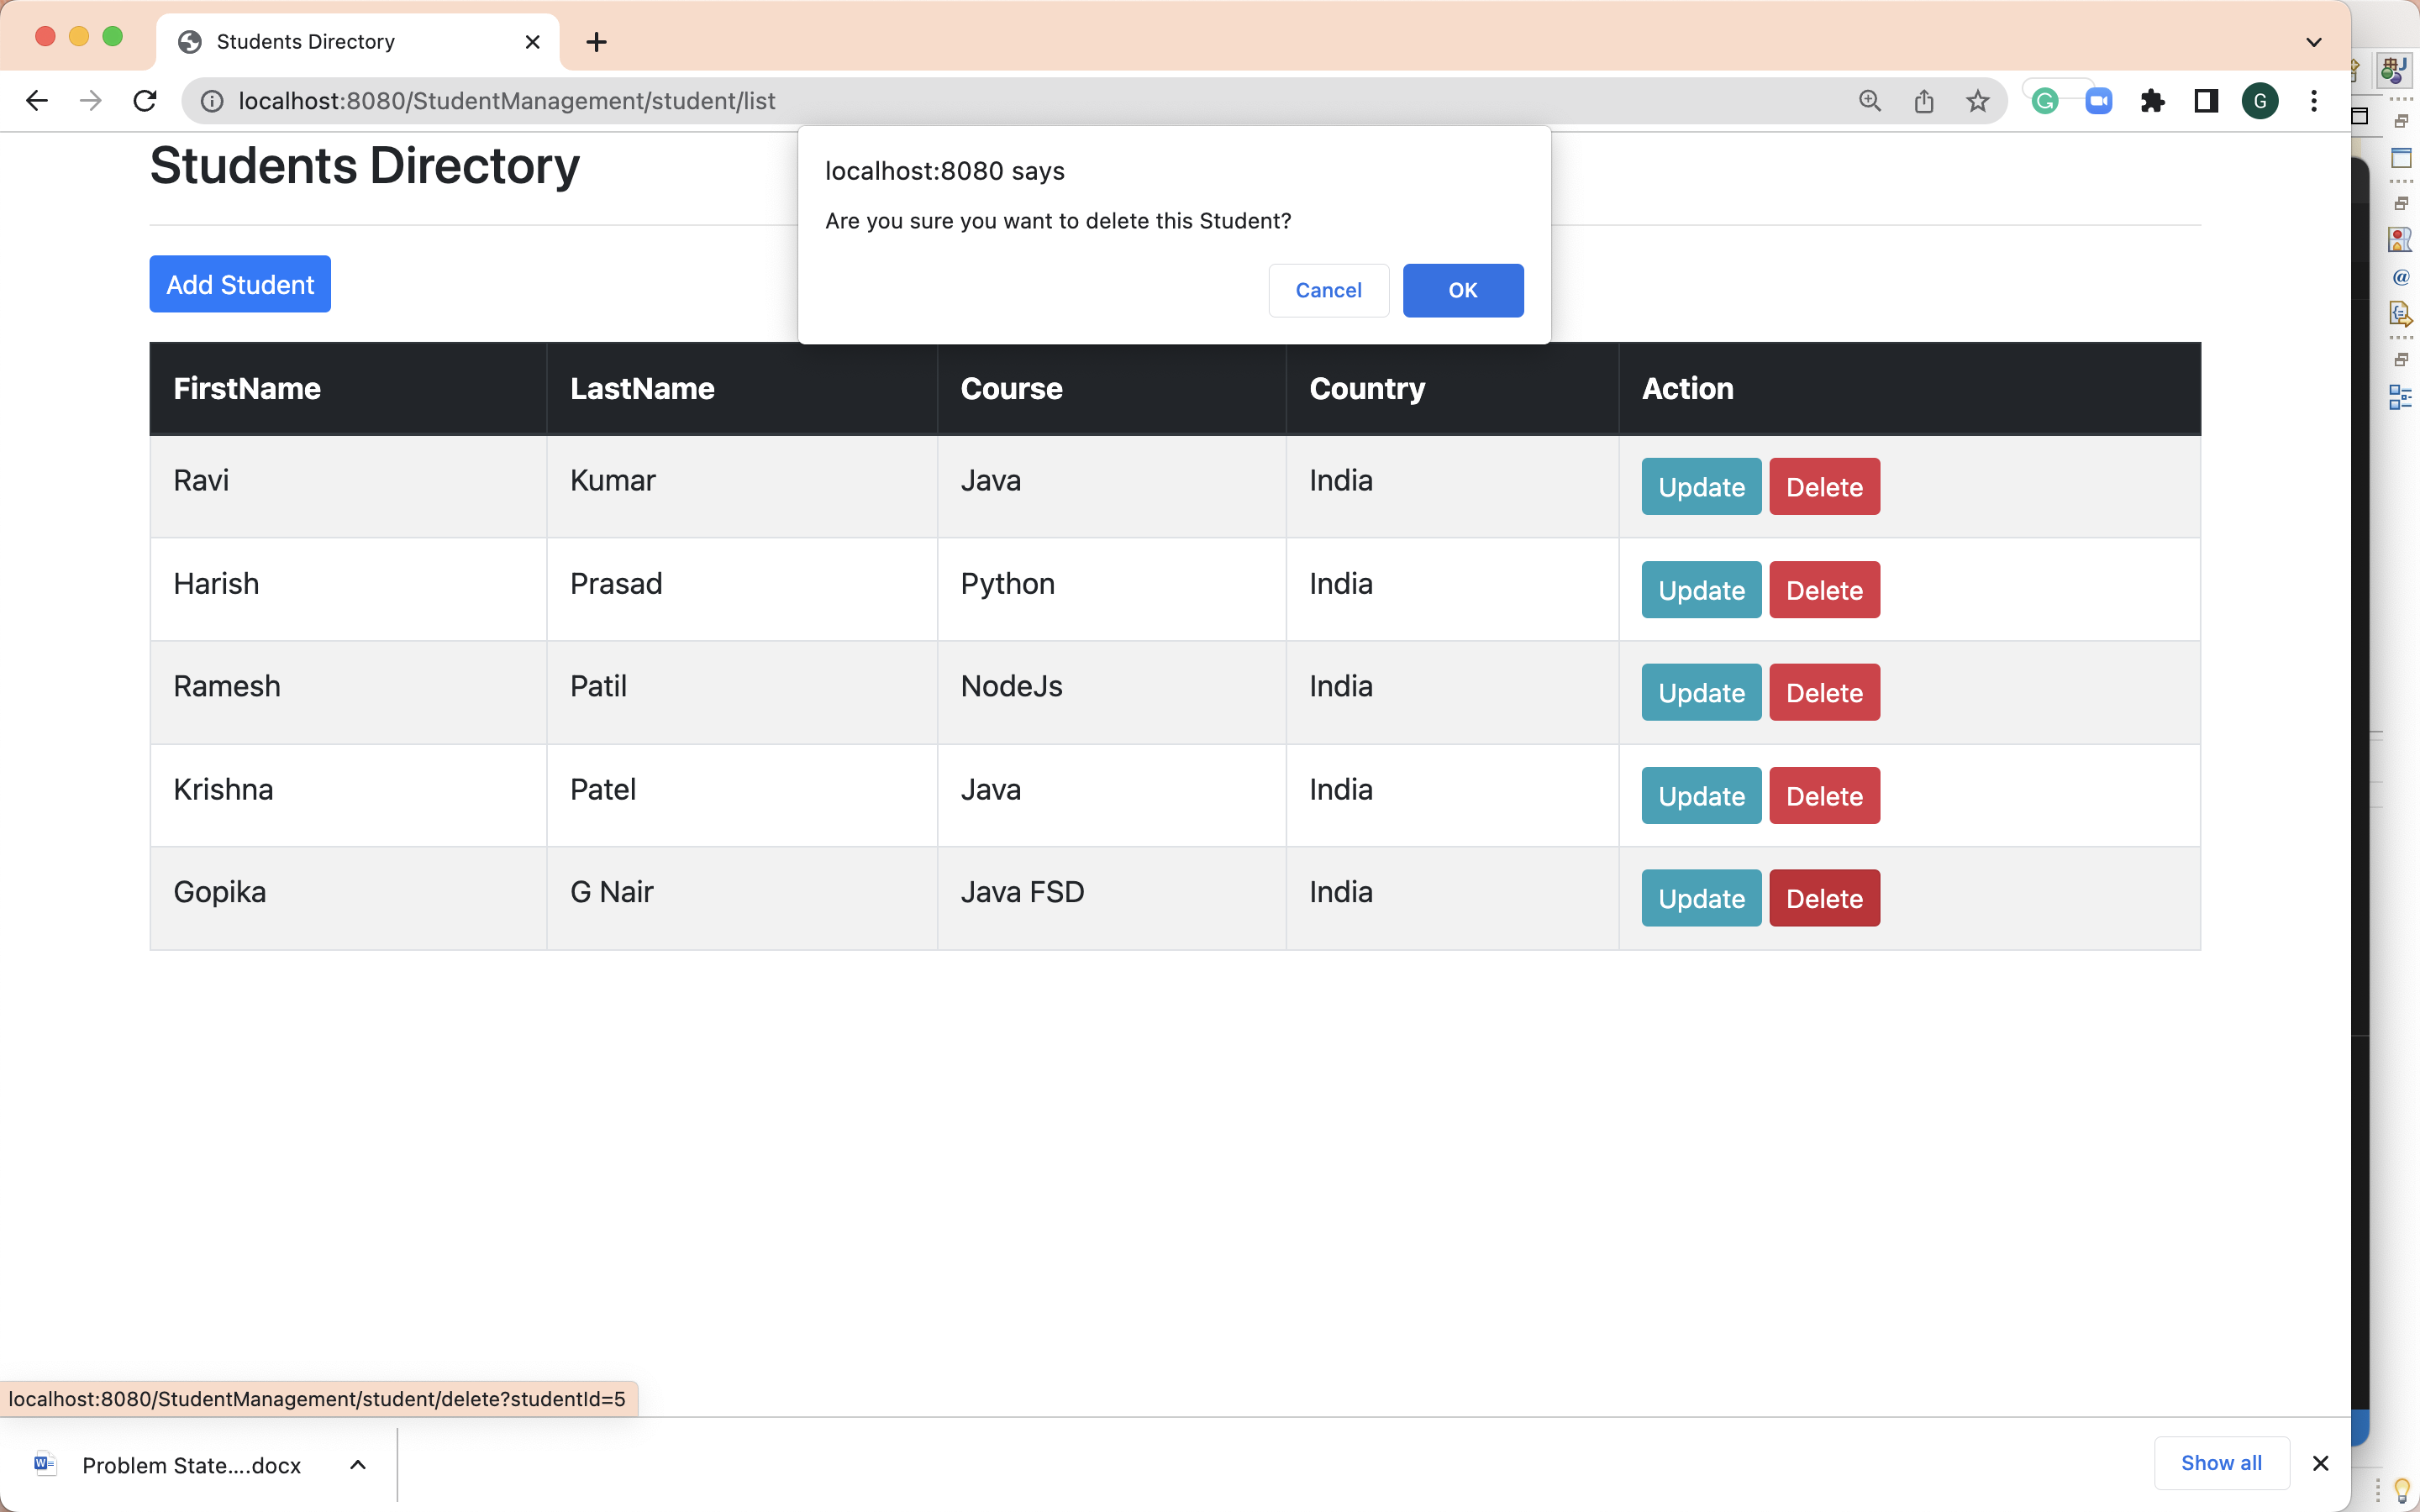 Students Directory
localhost:8080/StudentManagement/student/list
G
Students Directory
localhost:8080 says
Are you sure you want to delete this Student?
Cancel OK
Add Student
FirstName LastName Course Country Action
Ravi Kumar Java India Update Delete
Harish Prasad Python India Update Delete
Ramesh Patil NodeJs India Update Delete
Krishna Patel Java India Update Delete
Gopika G Nair Java FSD India Update Delete
localhost:8080/StudentManagement/student/delete?studentId=5
Problem State....docx
Show all